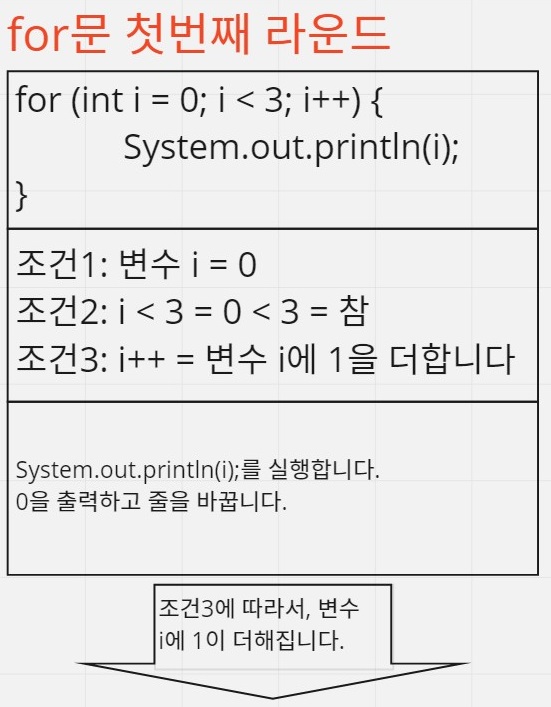 for문 첫번째 라운드
for (int i = 0; i < 3; i++) {
System.out.println(i);
}
조건1: 변수 i = 0
조건2: i < 3 = 0 < 3 = 참
조건3: i++ = 변수 i에 1을 더합니다
System.out.println(i);를 실행합니다.
0을 출력하고 줄을 바꿉니다.
조건3에 따라서, 변수
i에 1이 더해집니다.